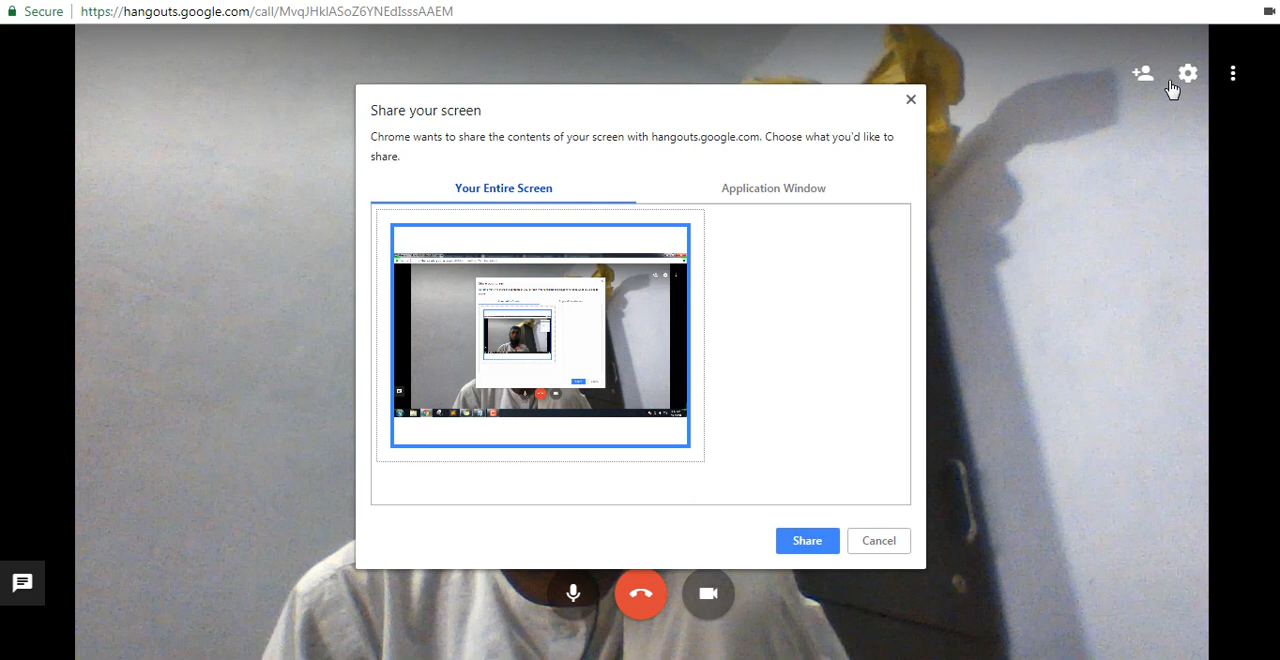 Secure | https://hangouts.google.com/call/MvqJHklASoZ6YNEdIsssAAEM
Share your screen
Chrome wants to share the contents of your screen with hangouts.google.com. Choose what you'd like to
share.
Your Entire Screen
Application Window
Share
Cancel